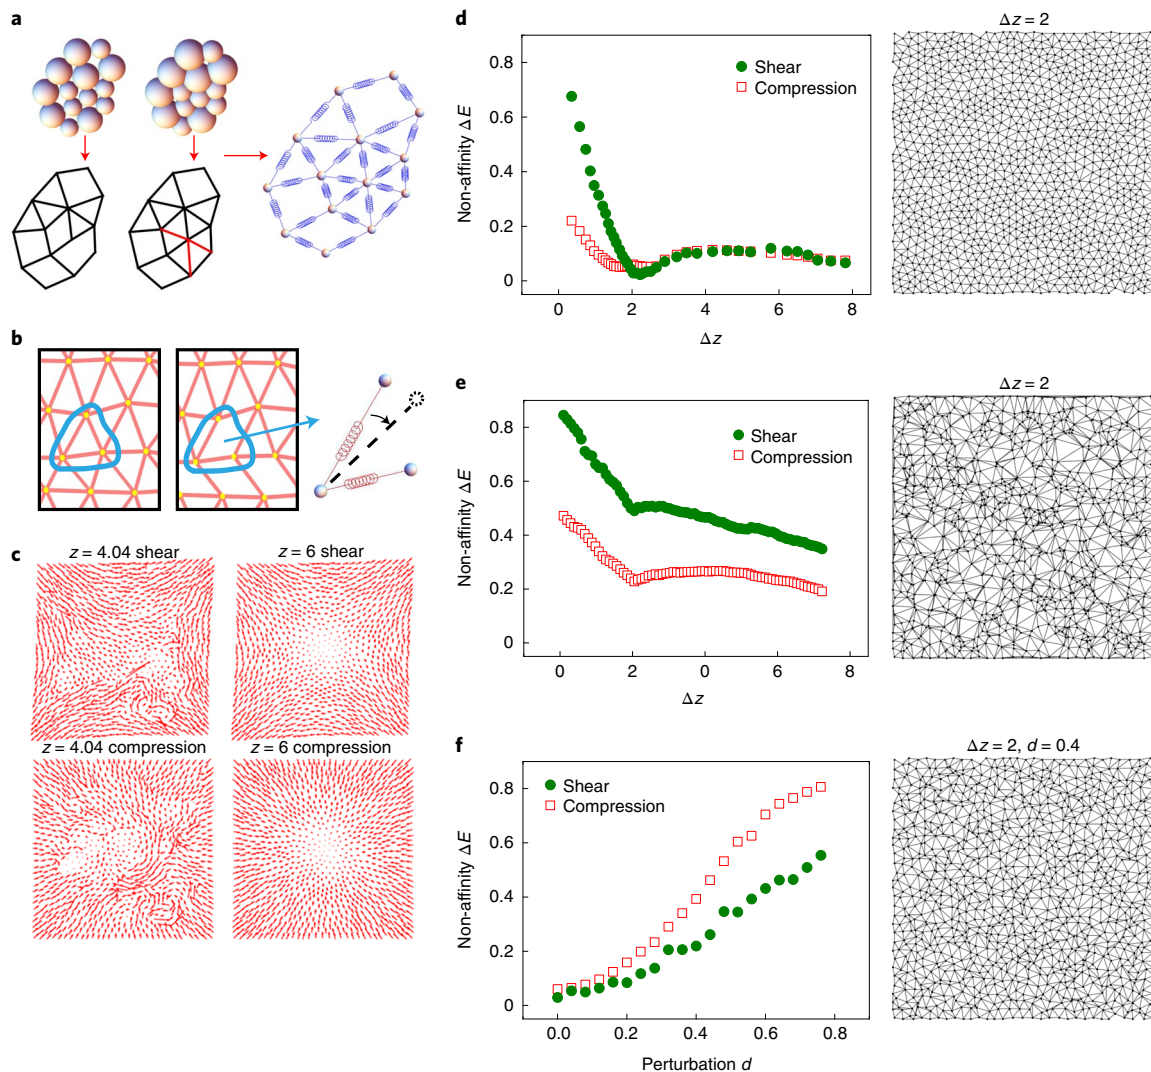 a
b
c
z = 4.04 shear
z = 6 shear
z = 4.04 compression
z = 6 compression
d
Non-affinity ΔE
0.8
0.6
0.4
0.2
0
Shear
Compression
0
2
4
6
8
Δz
Δz = 2
e
Non-affinity ΔE
0.8
0.6
0.4
0.2
0
Shear
Compression
0
2
0
6
8
Δz
Δz = 2
f
Non-affinity ΔE
0.8
0.6
0.4
0.2
0
Shear
Compression
0.0
0.2
0.4
0.6
0.8
Perturbation d
Δz = 2, d = 0.4